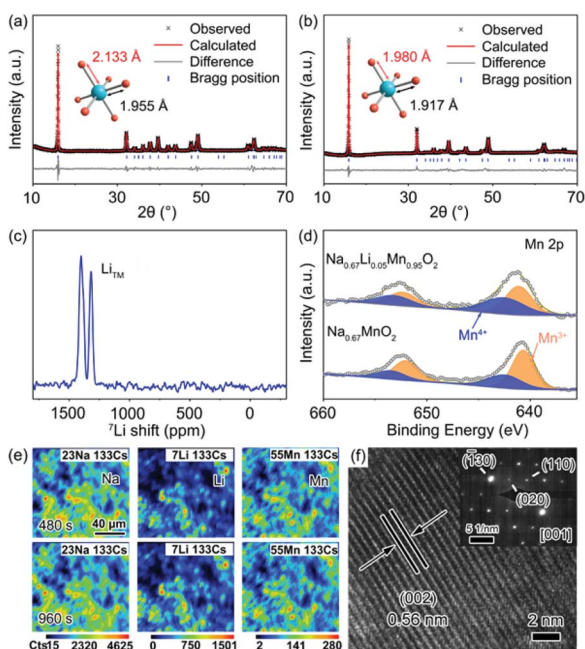 (a)
× Observed
Calculated
Difference
Bragg position
2.133 Å
1.955 Å
Intensity (a.u.)
10 20 30 40 50 60 70
2θ (°)
(b)
× Observed
Calculated
Difference
Bragg position
1.980 Å
1.917 Å
Intensity (a.u.)
10 20 30 40 50 60 70
2θ (°)
(c)
Li_TM
1500 1000 500 0
⁷Li shift (ppm)
(d)
Mn 2p
Na₀.₆₇Li₀.₀₅Mn₀.₉₅O₂
Mn⁴⁺
Mn³⁺
Na₀.₆₇MnO₂
Intensity (a.u.)
660 650 640
Binding Energy (eV)
(e)
23Na 133Cs 7Li 133Cs 55Mn 133Cs
Na Li Mn
480 s 40 μm
23Na 133Cs 7Li 133Cs 55Mn 133Cs
960 s
Cts15 2320 4625 0 750 1501 2 141 280
(f)
(1̄30)
(110)
(020)
5 1/nm
[001]
(002)
0.56 nm
2 nm